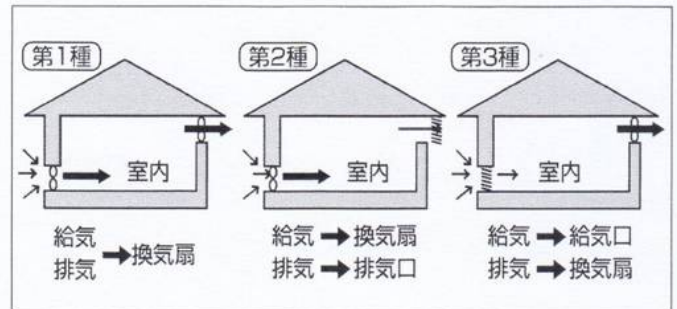 第1種
室内
給気
排気
➡換気扇
第2種
室内
給気➡換気扇
排気➡排気口
第3種
室内
給気➡給気口
排気➡換気扇